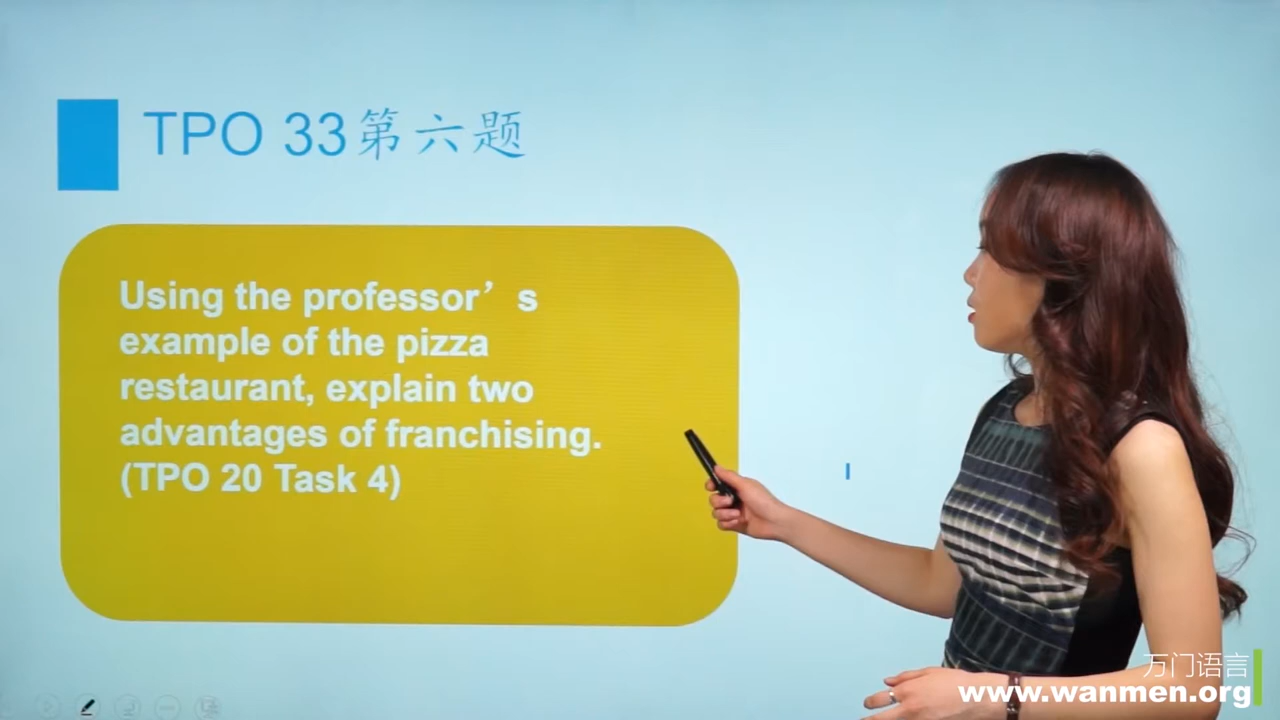 TPO 33第六题
Using the professor’s
example of the pizza
restaurant, explain two
advantages of franchising.
(TPO 20 Task 4)
万门语言
www.wanmen.org